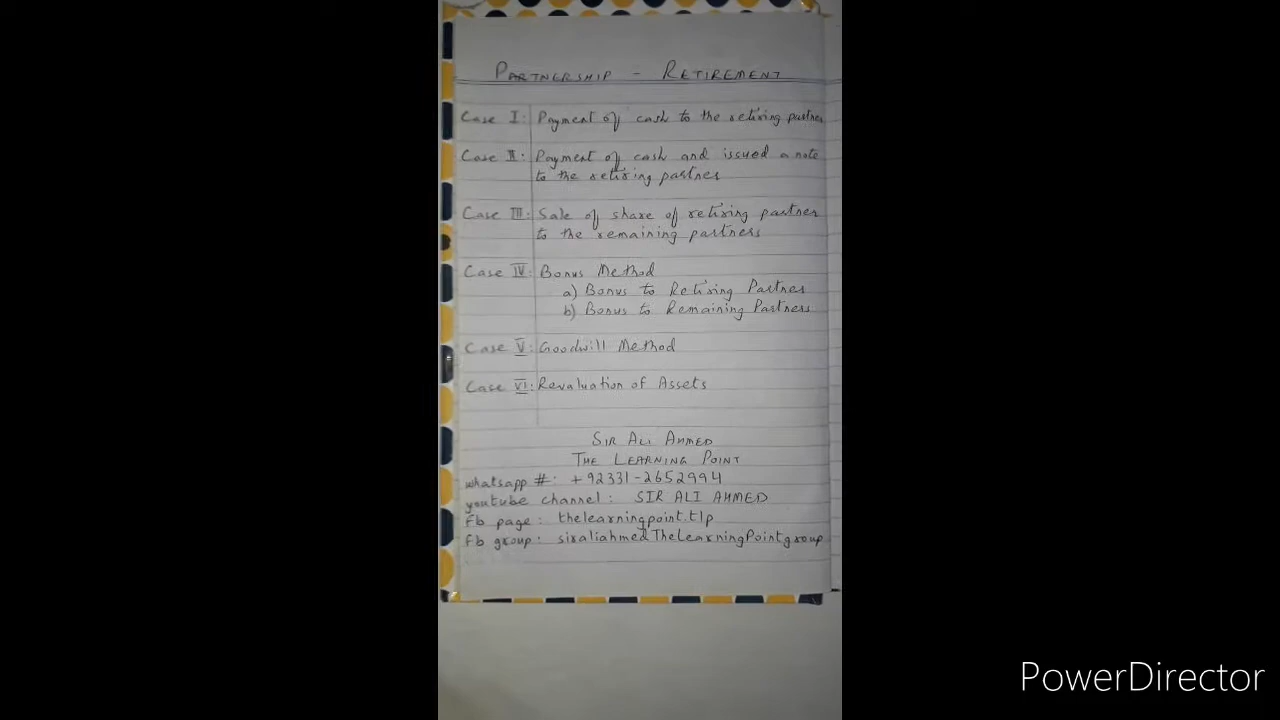 PARTNERSHIP - RETIREMENT
Case I: Payment of cash to the retiring partner
Case II: Payment of cash and issued a note
to the retiring partner
Case III: Sale of share of retiring partner
to the remaining partners
Case IV: Bonus Method
a) Bonus to Retiring Partner
b) Bonus to Remaining Partners
Case V: Goodwill Method
Case VI: Revaluation of Assets
SIR ALI AHMED
THE LEARNING POINT
whatsapp #: +92331-2652994
youtube channel: SIR ALI AHMED
Fb page: thelearningpoint.tlp
Fb group: siraliahmedTheLearningPointgroup
PowerDirector